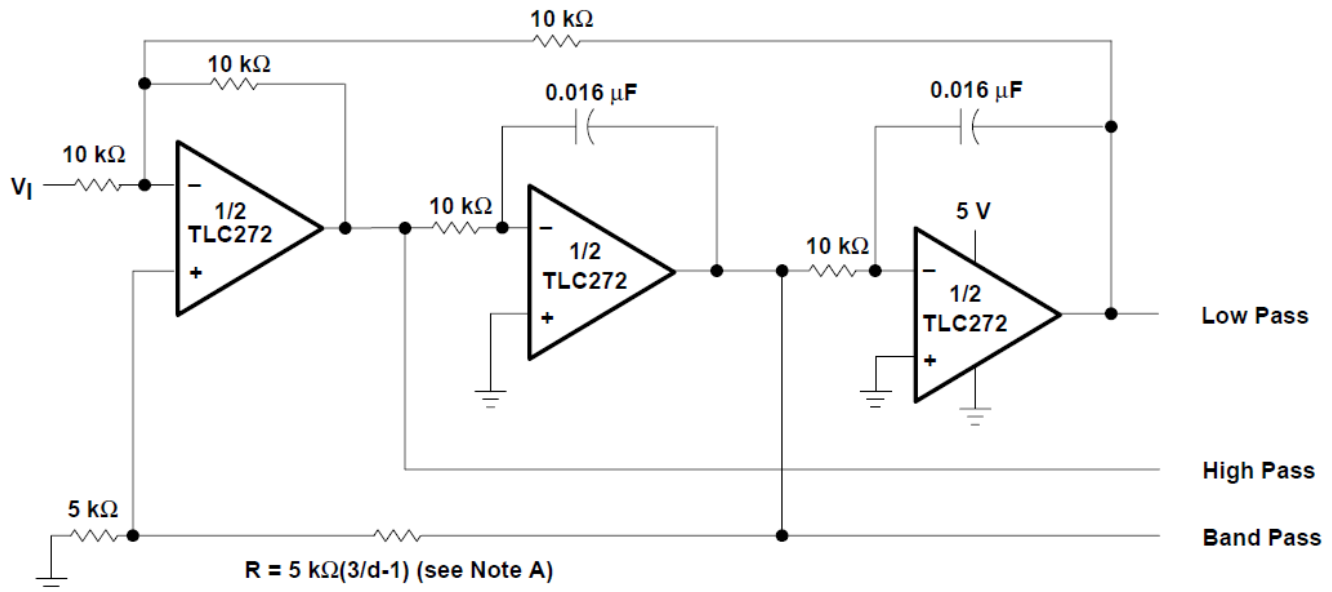 10 kΩ
10 kΩ
0.016 μF
0.016 μF
10 kΩ
VI
−
1/2
TLC272
+
10 kΩ
−
1/2
TLC272
+
10 kΩ
5 V
−
1/2
TLC272
+
Low Pass
High Pass
5 kΩ
Band Pass
R = 5 kΩ(3/d-1) (see Note A)